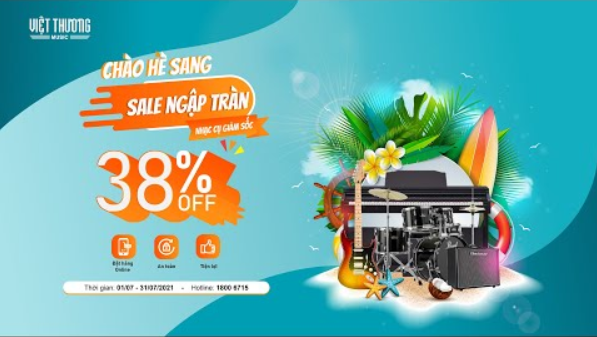 VIỆT THƯƠNG
MUSIC
CHÀO HÈ SANG
SALE NGẬP TRÀN
NHẠC CỤ GIẢM SỐC
38%
OFF
Đặt hàng
Online
An toàn
Tiện lợi
Thời gian: 01/07 - 31/07/2021 - Hotline: 1800 6715